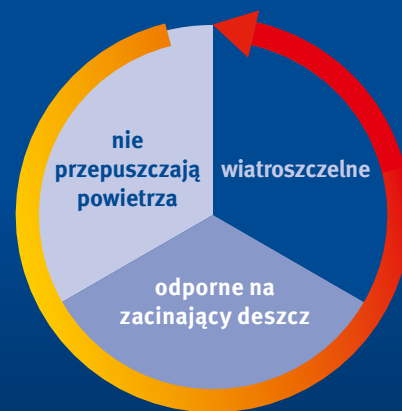 nie
przepuszczają
powietrza
wiatroszczelne
odporne na
zacinający deszcz